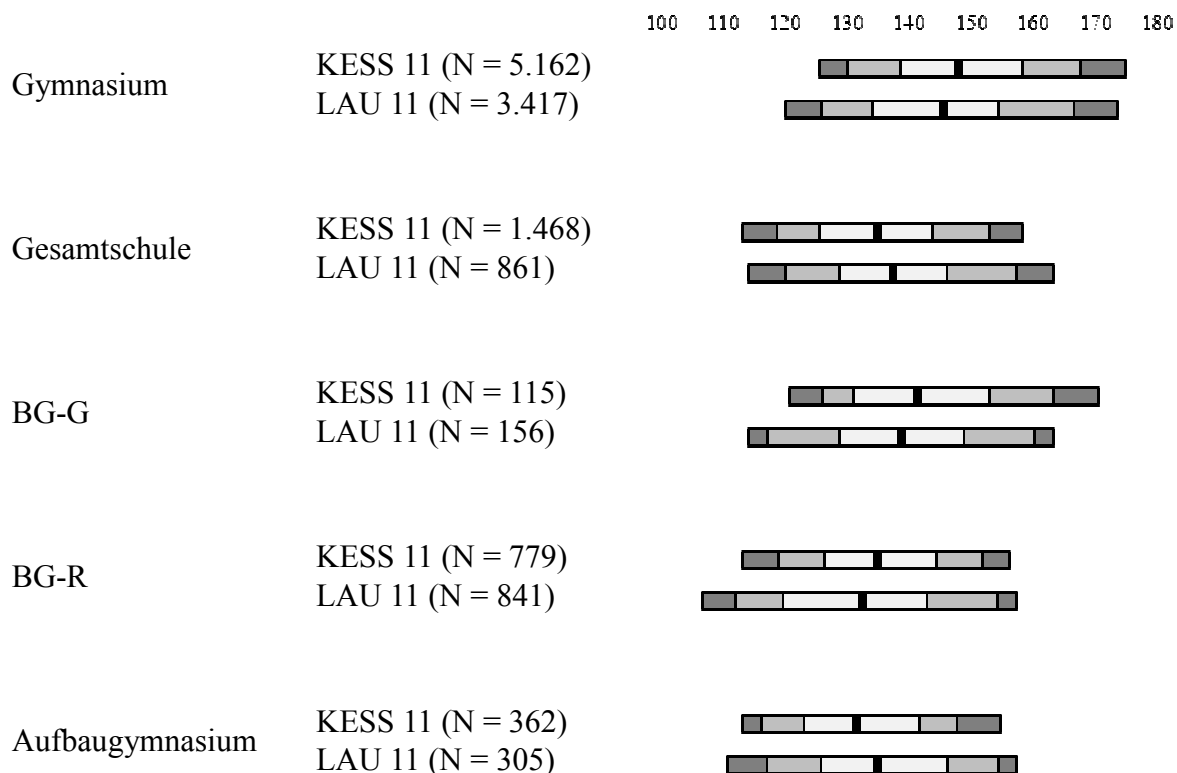 100 110 120 130 140 150 160 170 180
Gymnasium
KESS 11 (N = 5.162)
LAU 11 (N = 3.417)
Gesamtschule
KESS 11 (N = 1.468)
LAU 11 (N = 861)
BG-G
KESS 11 (N = 115)
LAU 11 (N = 156)
BG-R
KESS 11 (N = 779)
LAU 11 (N = 841)
Aufbaugymnasium
KESS 11 (N = 362)
LAU 11 (N = 305)